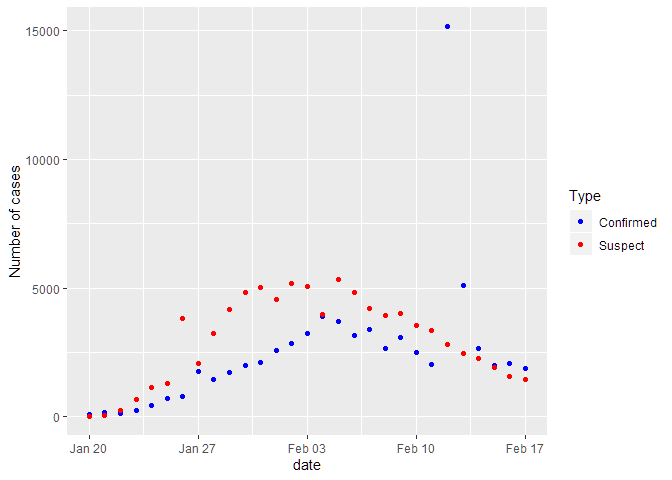 15000
10000
5000
0
Number of cases
Jan 20
Jan 27
Feb 03
Feb 10
Feb 17
date
Type
Confirmed
Suspect